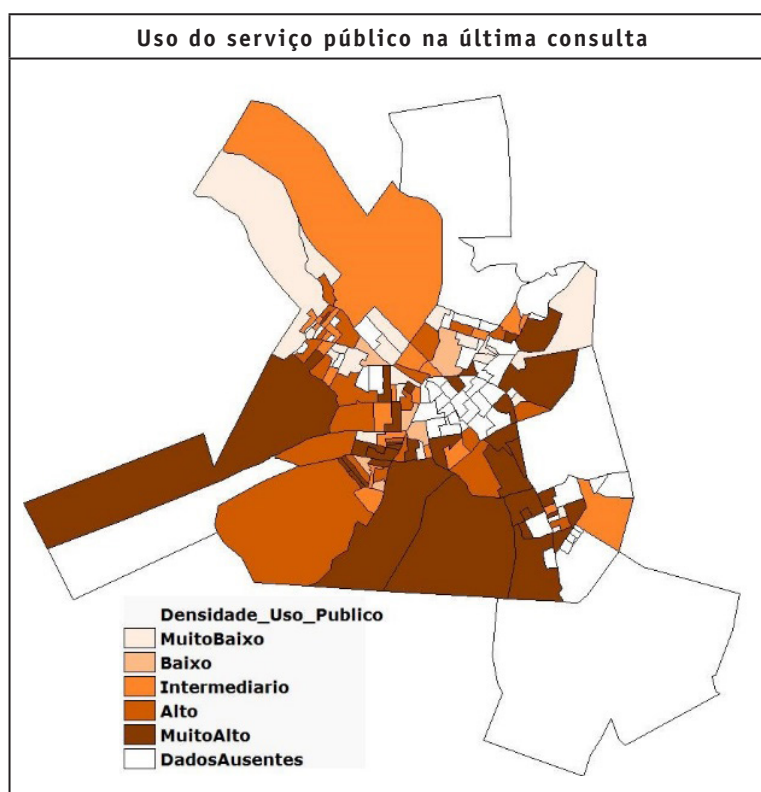 Uso do serviço público na última consulta
Densidade_Uso_Publico
MuitoBaixo
Baixo
Intermediario
Alto
MuitoAlto
DadosAusentes